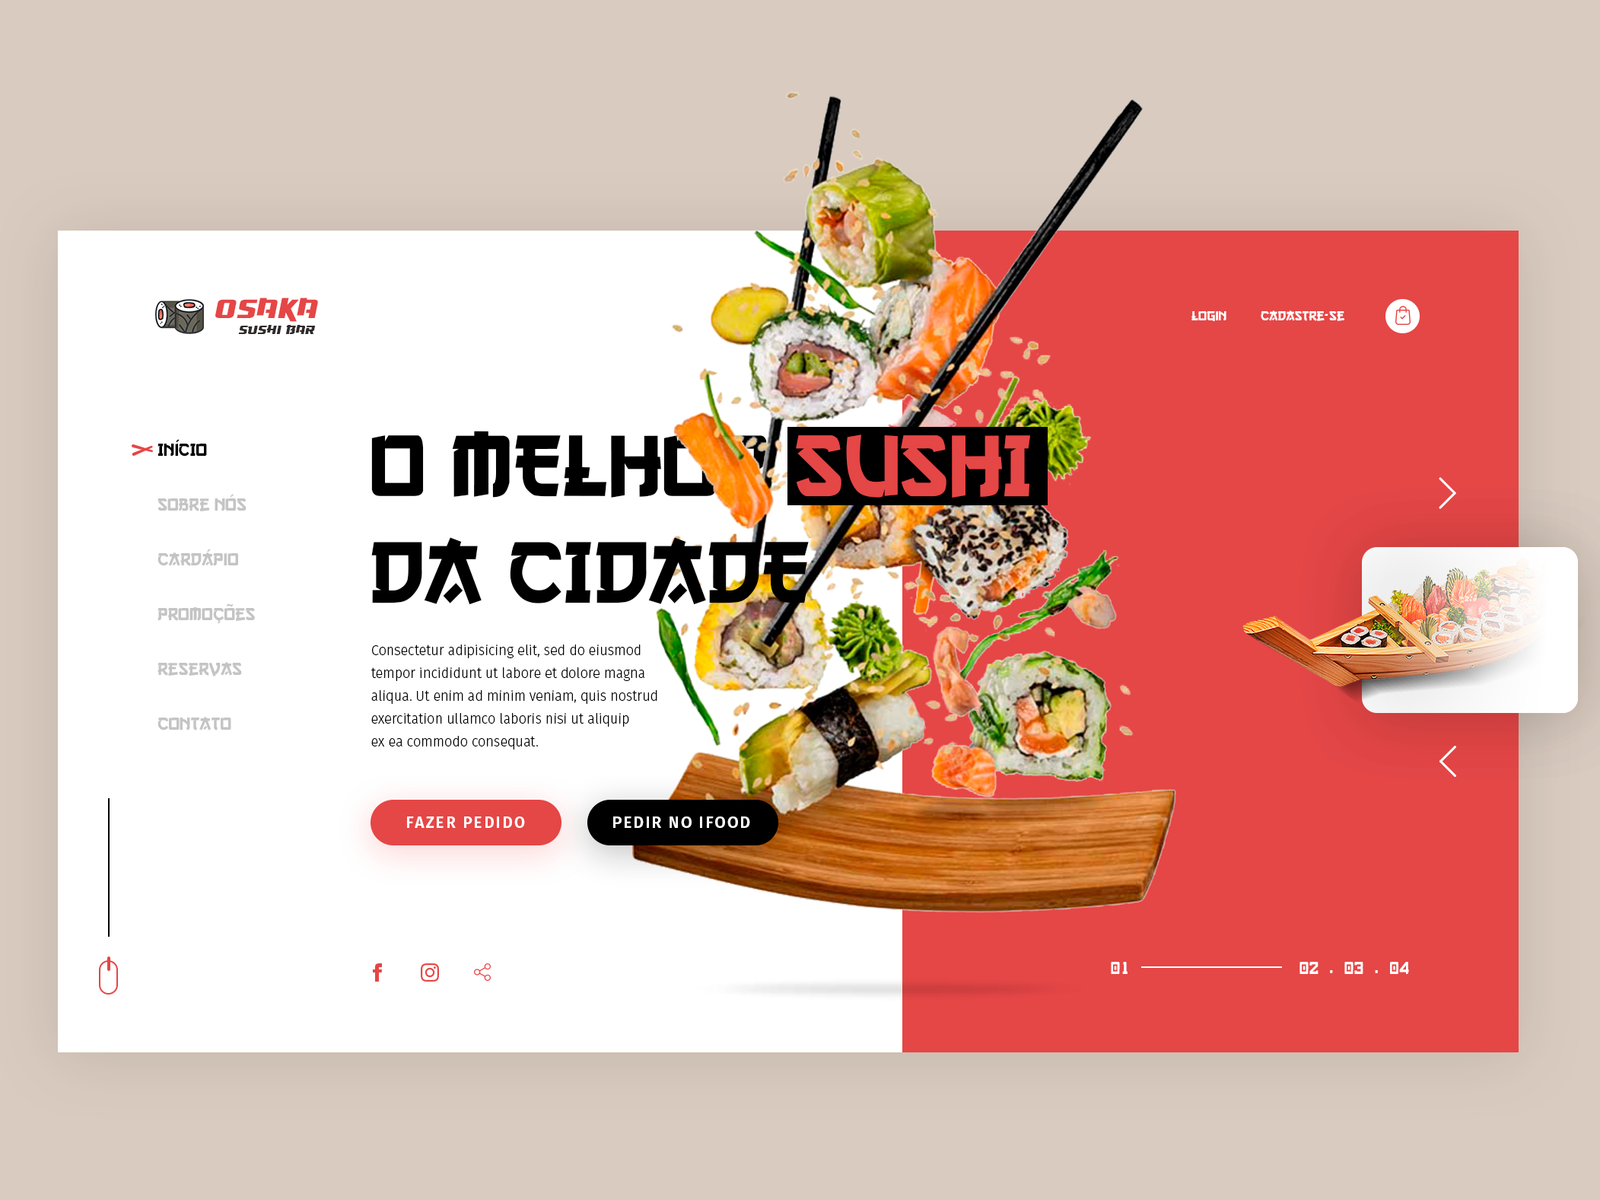 OSAKA
SUSHI BAR
LOGIN
CADASTRE-SE
INÍCIO
SOBRE NÓS
CARDÁPIO
PROMOÇÕES
RESERVAS
CONTATO
O MELHOR SUSHI
DA CIDADE
Consectetur adipisicing elit, sed do eiusmod
tempor incididunt ut labore et dolore magna
aliqua. Ut enim ad minim veniam, quis nostrud
exercitation ullamco laboris nisi ut aliquip
ex ea commodo consequat.
FAZER PEDIDO
PEDIR NO IFOOD
01
02 . 03 . 04